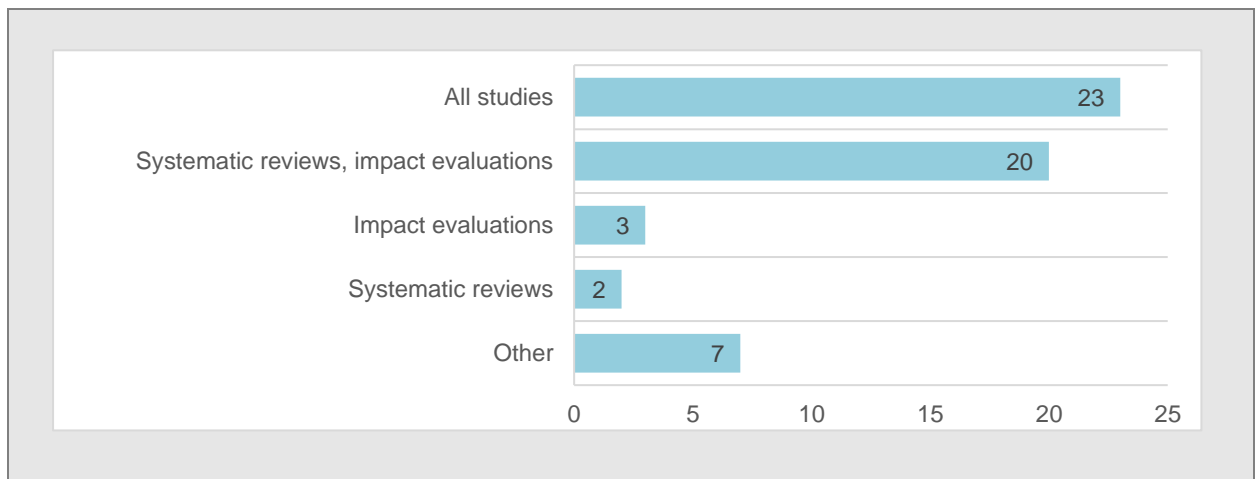 All studies 23
Systematic reviews, impact evaluations 20
Impact evaluations 3
Systematic reviews 2
Other 7
0 5 10 15 20 25